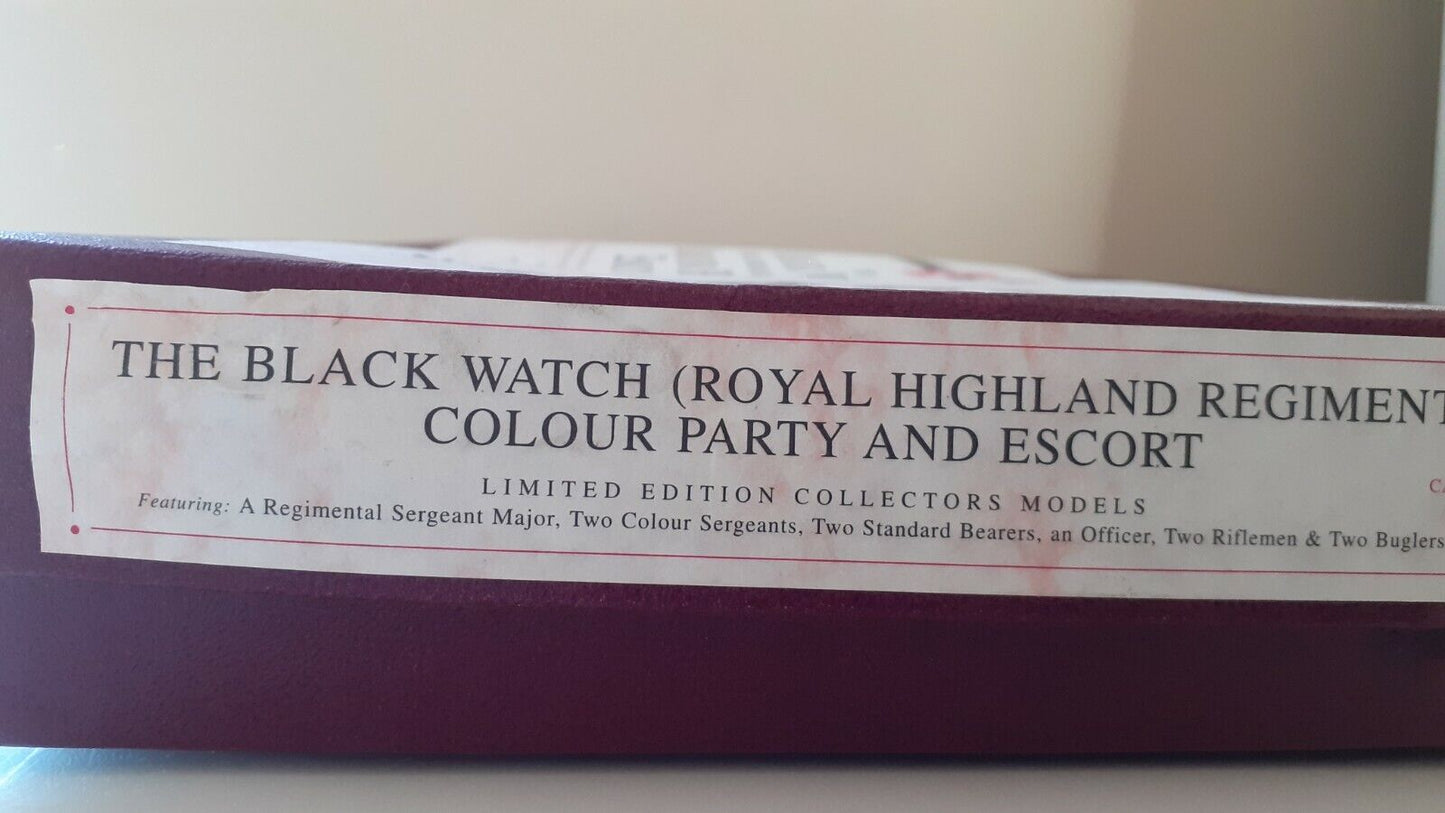 THE BLACK WATCH (ROYAL HIGHLAND REGIMENT
COLOUR PARTY AND ESCORT
LIMITED EDITION COLLECTORS MODELS
Featuring: A Regimental Sergeant Major, Two Colour Sergeants, Two Standard Bearers, an Officer, Two Riflemen & Two Buglers